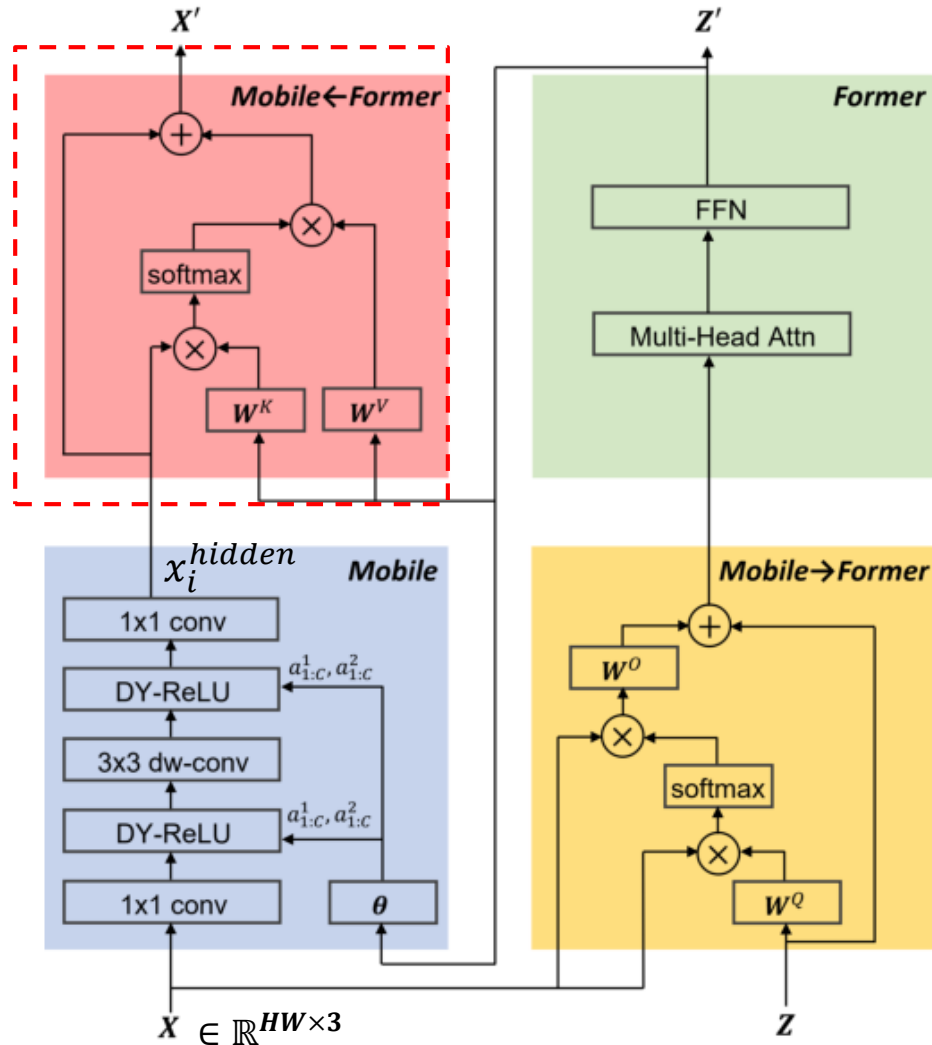 X′
Z′
Mobile←Former
Former
+
×
softmax
×
W^K
W^V
FFN
Multi-Head Attn
x_i^{hidden}
Mobile
1x1 conv
DY-ReLU
a^1_{1:C}, a^2_{1:C}
3x3 dw-conv
DY-ReLU
a^1_{1:C}, a^2_{1:C}
1x1 conv
θ
Mobile→Former
+
W^O
×
softmax
×
W^Q
X ∈ ℝ^{HW×3}
Z